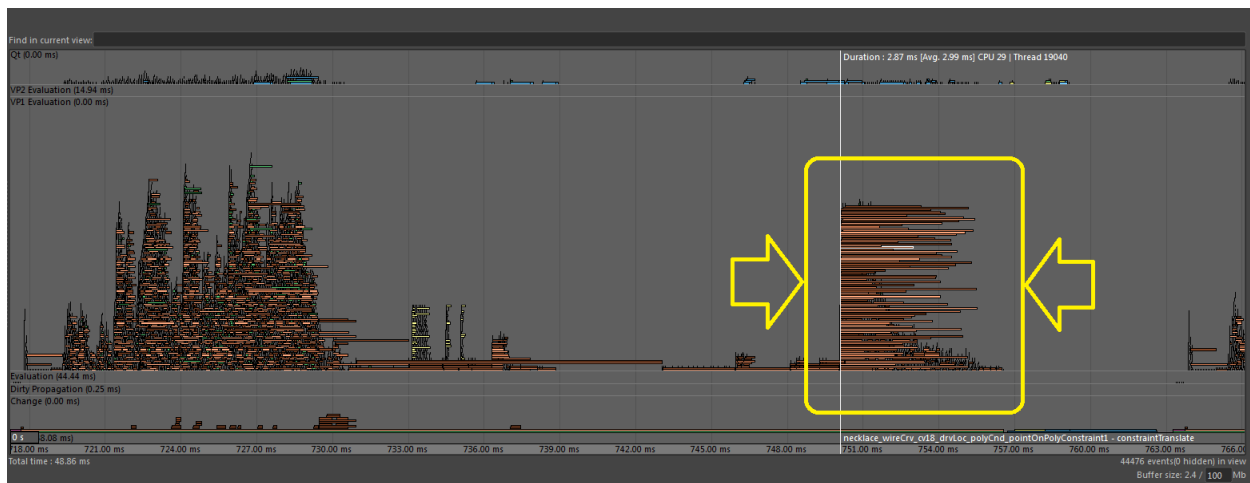 Find in current view:
Qt (0.00 ms)
Duration : 2.87 ms [Avg. 2.99 ms] CPU 29 | Thread 19040
VP2 Evaluation (14.94 ms)
VP1 Evaluation (0.00 ms)
Evaluation (44.44 ms)
Dirty Propagation (0.25 ms)
Change (0.00 ms)
0 s 8.08 ms) necklace_wireCrv_cv18_drvLoc_polyCnd_pointOnPolyConstraint1 - constraintTranslate
718.00 ms 721.00 ms 724.00 ms 727.00 ms 730.00 ms 733.00 ms 736.00 ms 739.00 ms 742.00 ms 745.00 ms 748.00 ms 751.00 ms 754.00 ms 757.00 ms 760.00 ms 763.00 ms 766.0
Total time : 48.86 ms 44476 events(0 hidden) in view
Buffer size: 2.4 / 100 Mb